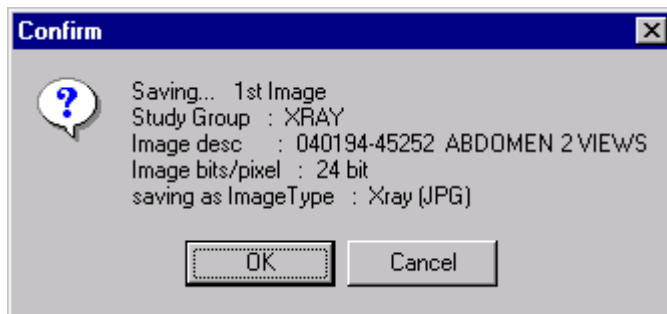 Confirm
Saving... 1st Image
Study Group : XRAY
Image desc : 040194-45252 ABDOMEN 2 VIEWS
Image bits/pixel : 24 bit
saving as ImageType : Xray (JPG)
OK Cancel